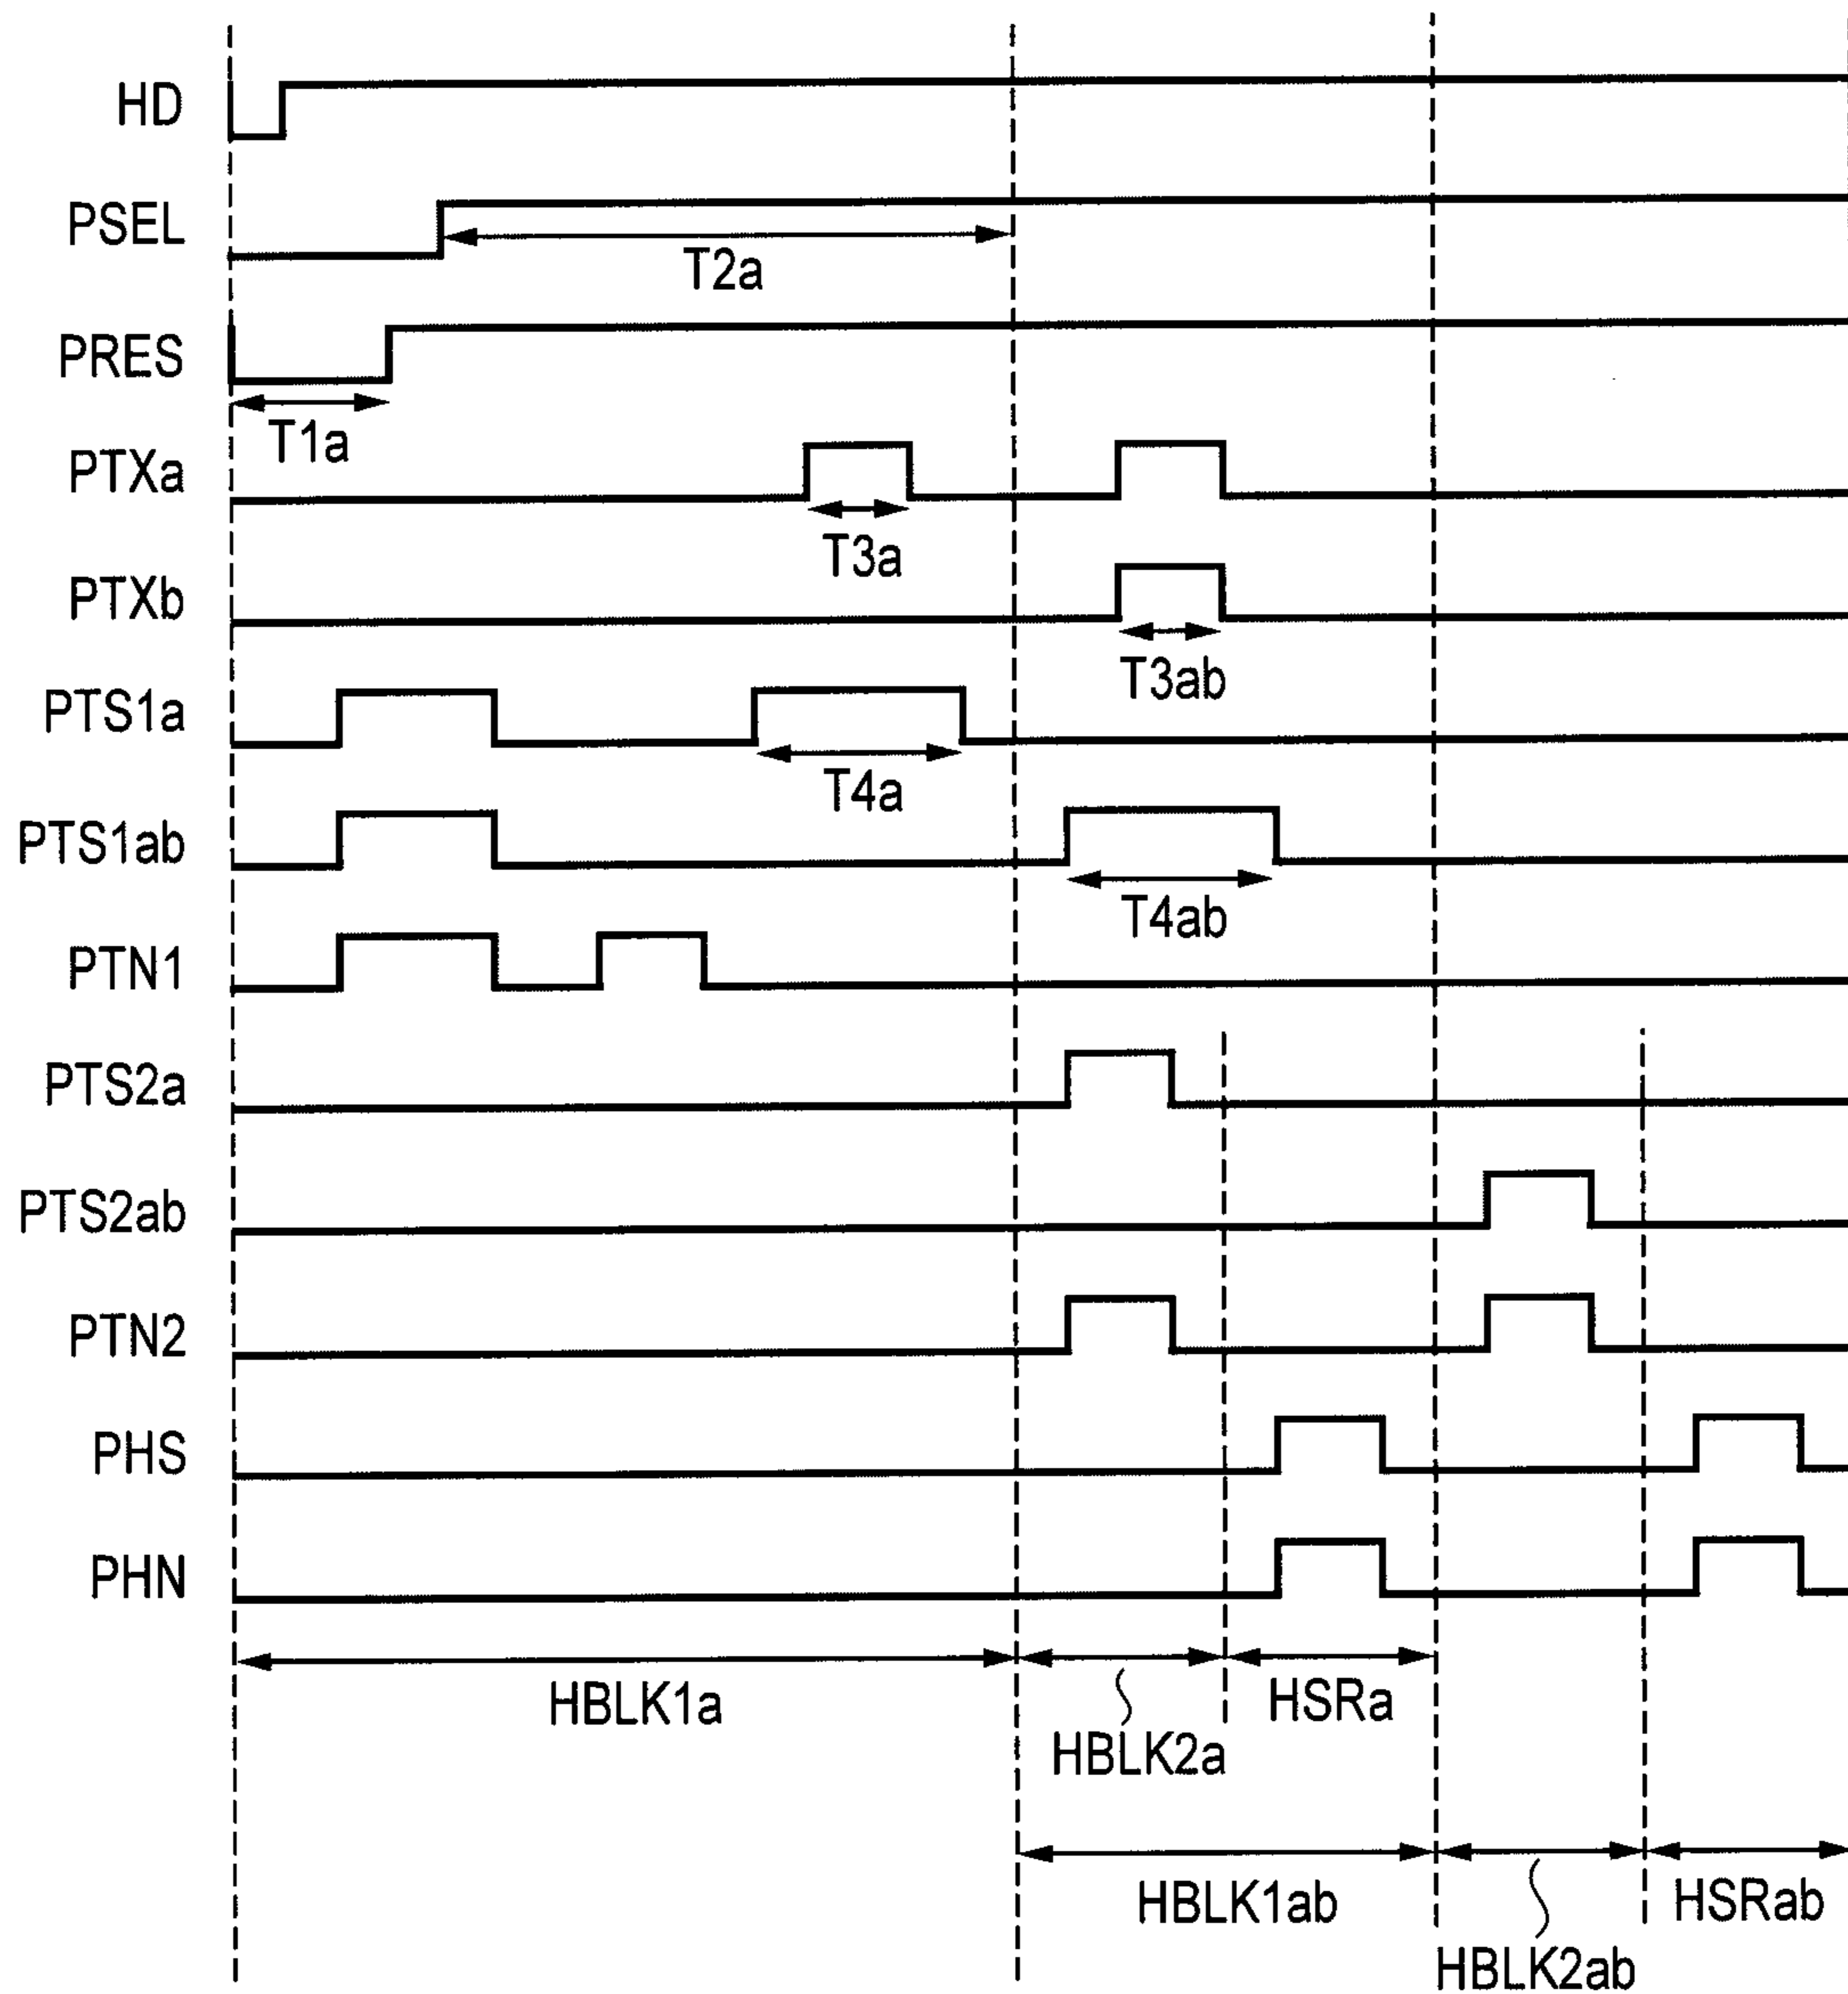 HD
PSEL
T2a
PRES
T1a
PTXa
T3a
PTXb
T3ab
PTS1a
T4a
PTS1ab
T4ab
PTN1
PTS2a
PTS2ab
PTN2
PHS
PHN
HBLK1a
HSRa
HBLK2a
HBLK1ab
HSRab
HBLK2ab